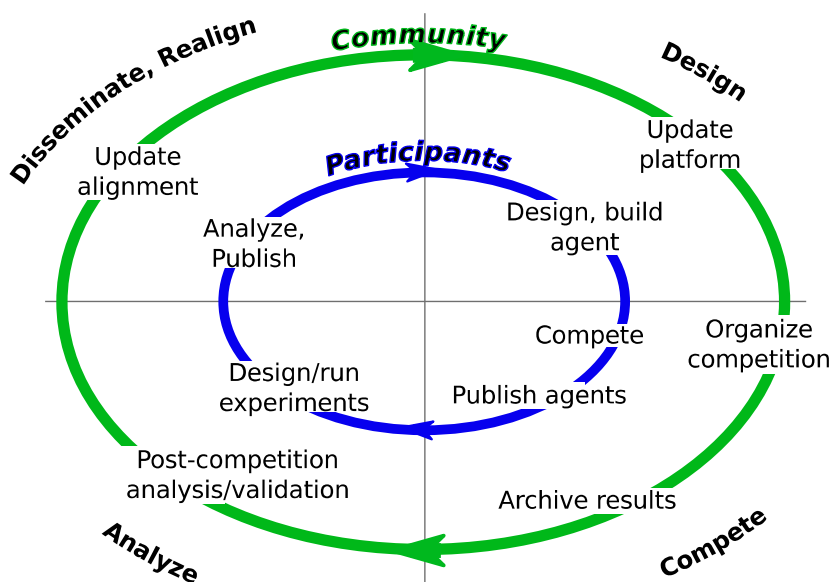 Disseminate, Realign
Community
Design
Update
platform
Update
alignment
Participants
Design, build
agent
Analyze,
Publish
Compete
Organize
competition
Design/run
experiments
Publish agents
Post-competition
analysis/validation
Archive results
Analyze
Compete